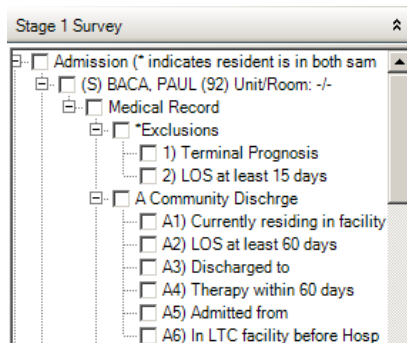 Stage 1 Survey
Admission (* indicates resident is in both sam
(S) BACA, PAUL (92) Unit/Room: -/-
Medical Record
*Exclusions
1) Terminal Prognosis
2) LOS at least 15 days
A Community Dischrge
A1) Currently residing in facility
A2) LOS at least 60 days
A3) Discharged to
A4) Therapy within 60 days
A5) Admitted from
A6) In LTC facility before Hosp